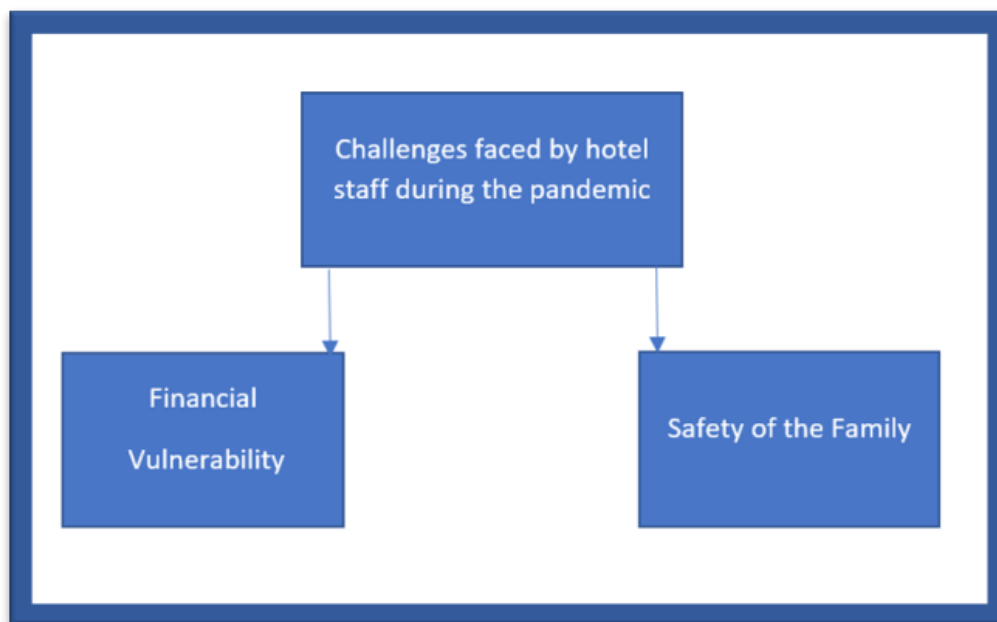 Challenges faced by hotel
staff during the pandemic
Financial
Vulnerability
Safety of the Family